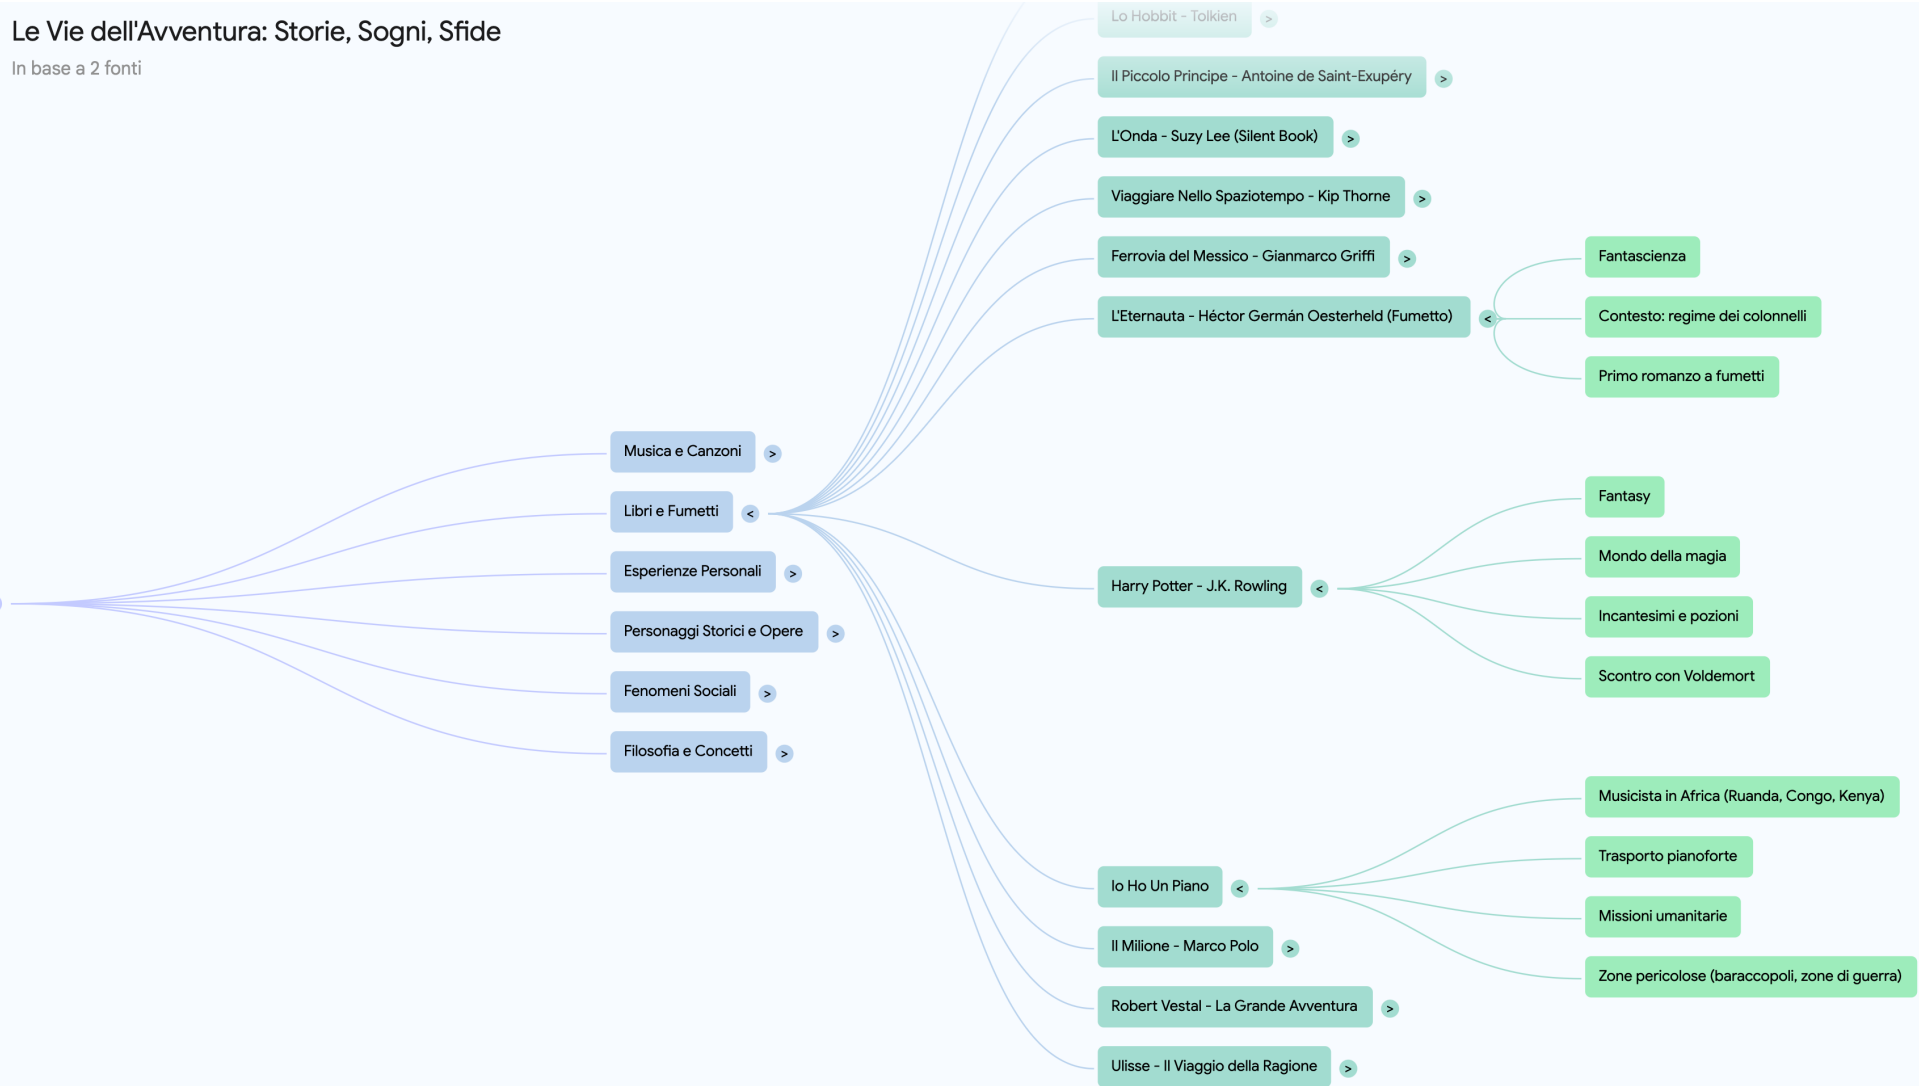 Le Vie dell'Avventura: Storie, Sogni, Sfide
In base a 2 fonti
Musica e Canzoni >
Libri e Fumetti <
Esperienze Personali >
Personaggi Storici e Opere >
Fenomeni Sociali >
Filosofia e Concetti >
Lo Hobbit - Tolkien >
Il Piccolo Principe - Antoine de Saint-Exupéry >
L'Onda - Suzy Lee (Silent Book) >
Viaggiare Nello Spaziotempo - Kip Thorne >
Ferrovia del Messico - Gianmarco Griffi >
L'Eternauta - Héctor Germán Oesterheld (Fumetto) <
Fantascienza
Contesto: regime dei colonnelli
Primo romanzo a fumetti
Harry Potter - J.K. Rowling <
Fantasy
Mondo della magia
Incantesimi e pozioni
Scontro con Voldemort
Io Ho Un Piano <
Musicista in Africa (Ruanda, Congo, Kenya)
Trasporto pianoforte
Missioni umanitarie
Zone pericolose (baraccopoli, zone di guerra)
Il Milione - Marco Polo >
Robert Vestal - La Grande Avventura >
Ulisse - Il Viaggio della Ragione >